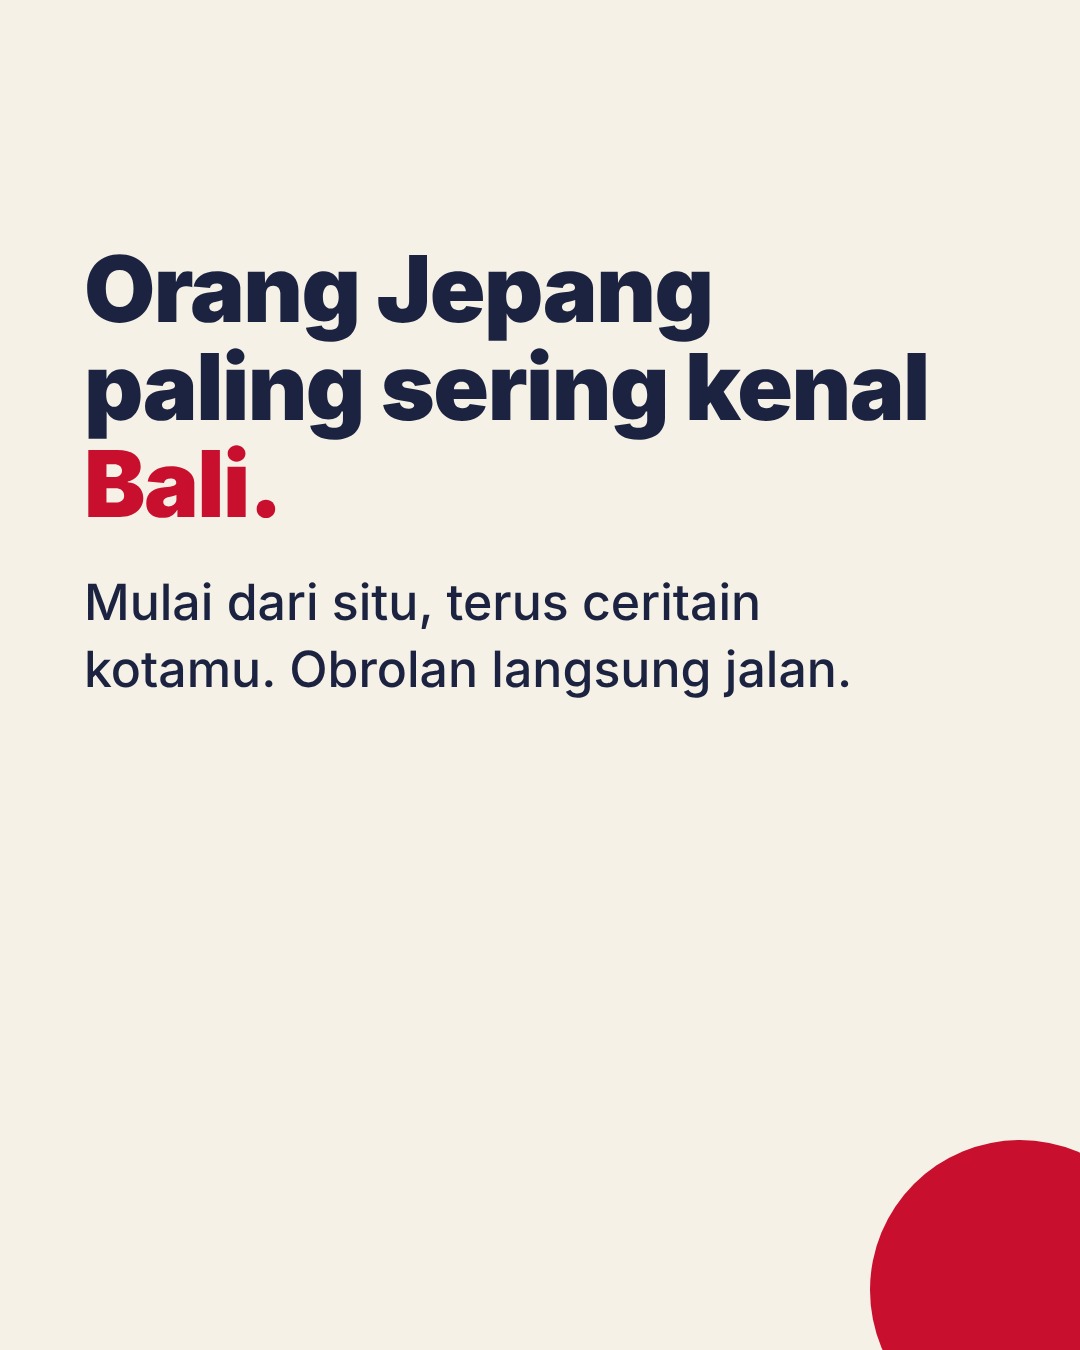 Orang Jepang
paling sering kenal
Bali.
Mulai dari situ, terus ceritain
kotamu. Obrolan langsung jalan.